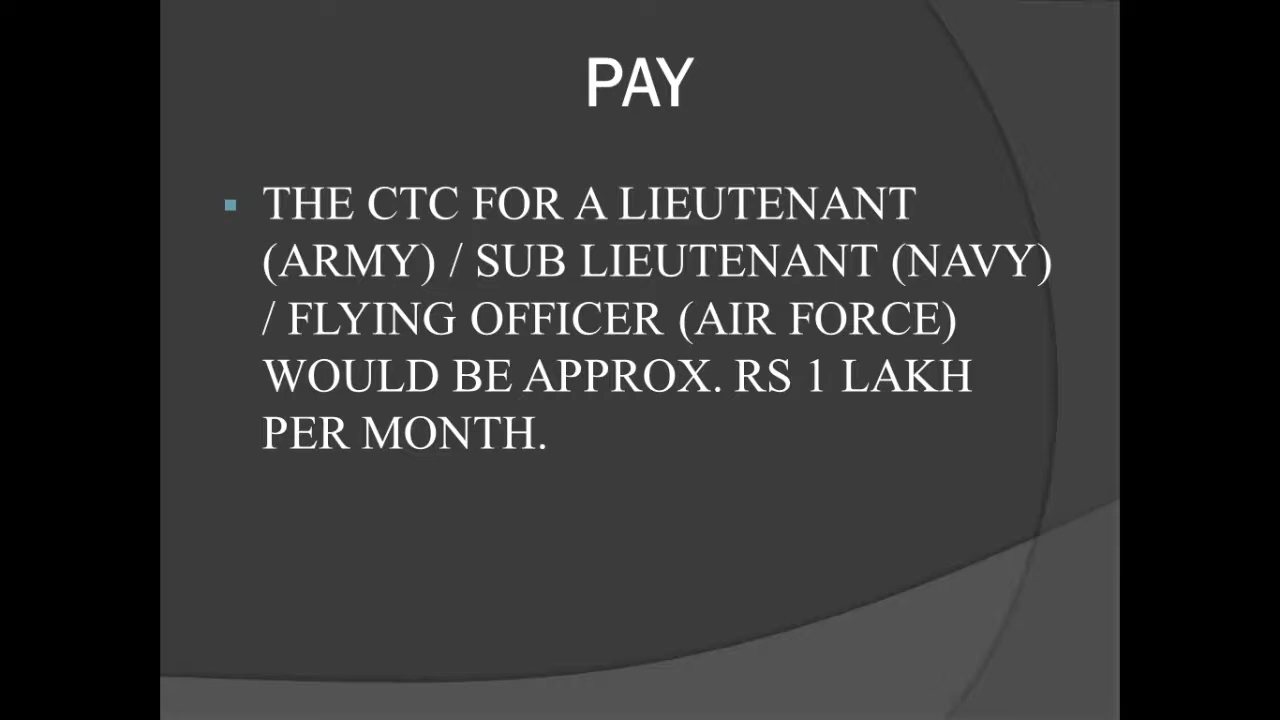 PAY
THE CTC FOR A LIEUTENANT
(ARMY) / SUB LIEUTENANT (NAVY)
/ FLYING OFFICER (AIR FORCE)
WOULD BE APPROX. RS 1 LAKH
PER MONTH.